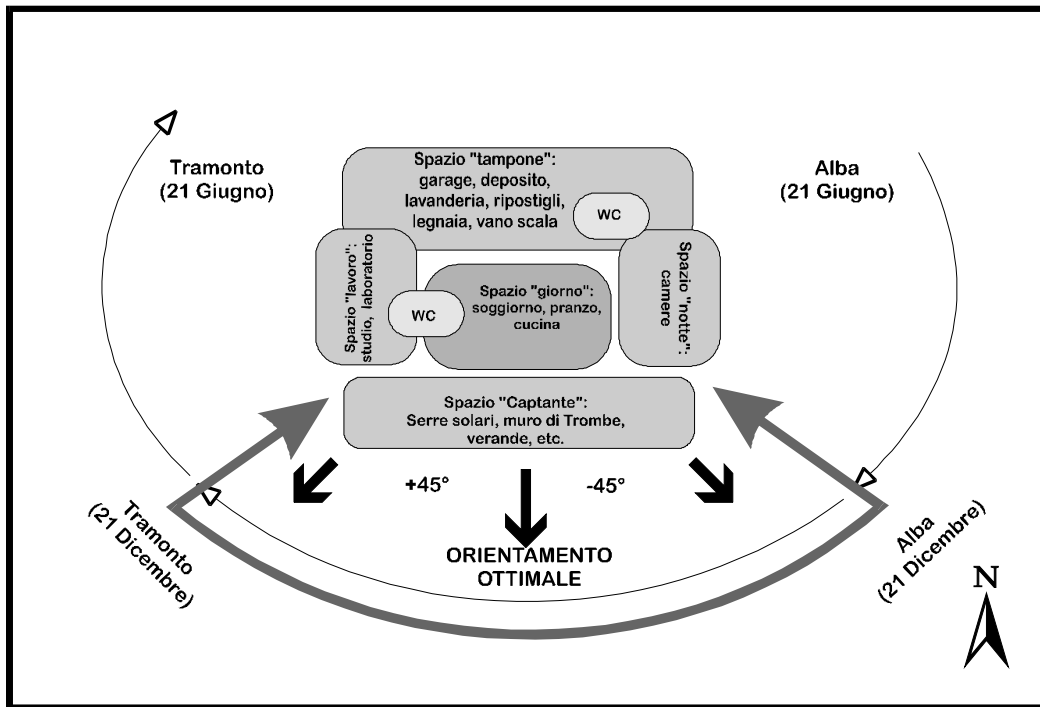 Tramonto
(21 Giugno)
Spazio "tampone":
garage, deposito,
lavanderia, ripostigli,
legnaia, vano scala
WC
Alba
(21 Giugno)
Spazio "lavoro":
studio, laboratorio
WC
Spazio "giorno":
soggiorno, pranzo,
cucina
Spazio "notte":
camere
Spazio "Captante":
Serre solari, muro di Trombe,
verande, etc.
+45°
-45°
Tramonto
(21 Dicembre)
ORIENTAMENTO
OTTIMALE
Alba
(21 Dicembre)
N